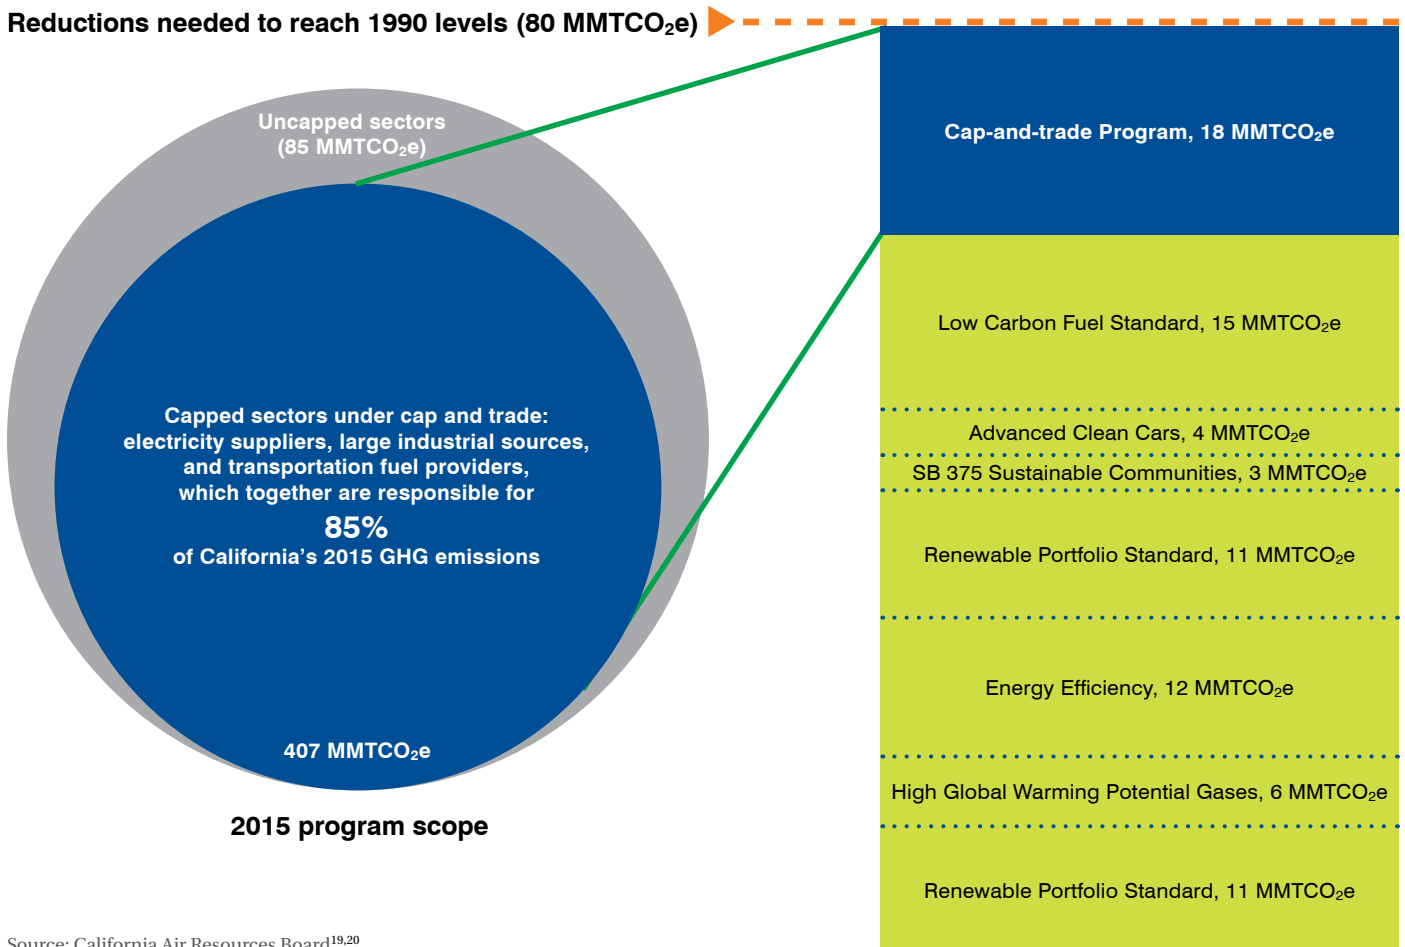 Reductions needed to reach 1990 levels (80 MMTCO₂e)
Uncapped sectors
(85 MMTCO₂e)
Capped sectors under cap and trade:
electricity suppliers, large industrial sources,
and transportation fuel providers,
which together are responsible for
85%
of California’s 2015 GHG emissions
407 MMTCO₂e
2015 program scope
Cap-and-trade Program, 18 MMTCO₂e
Low Carbon Fuel Standard, 15 MMTCO₂e
Advanced Clean Cars, 4 MMTCO₂e
SB 375 Sustainable Communities, 3 MMTCO₂e
Renewable Portfolio Standard, 11 MMTCO₂e
Energy Efficiency, 12 MMTCO₂e
High Global Warming Potential Gases, 6 MMTCO₂e
Renewable Portfolio Standard, 11 MMTCO₂e
Source: California Air Resources Board¹⁹,²⁰